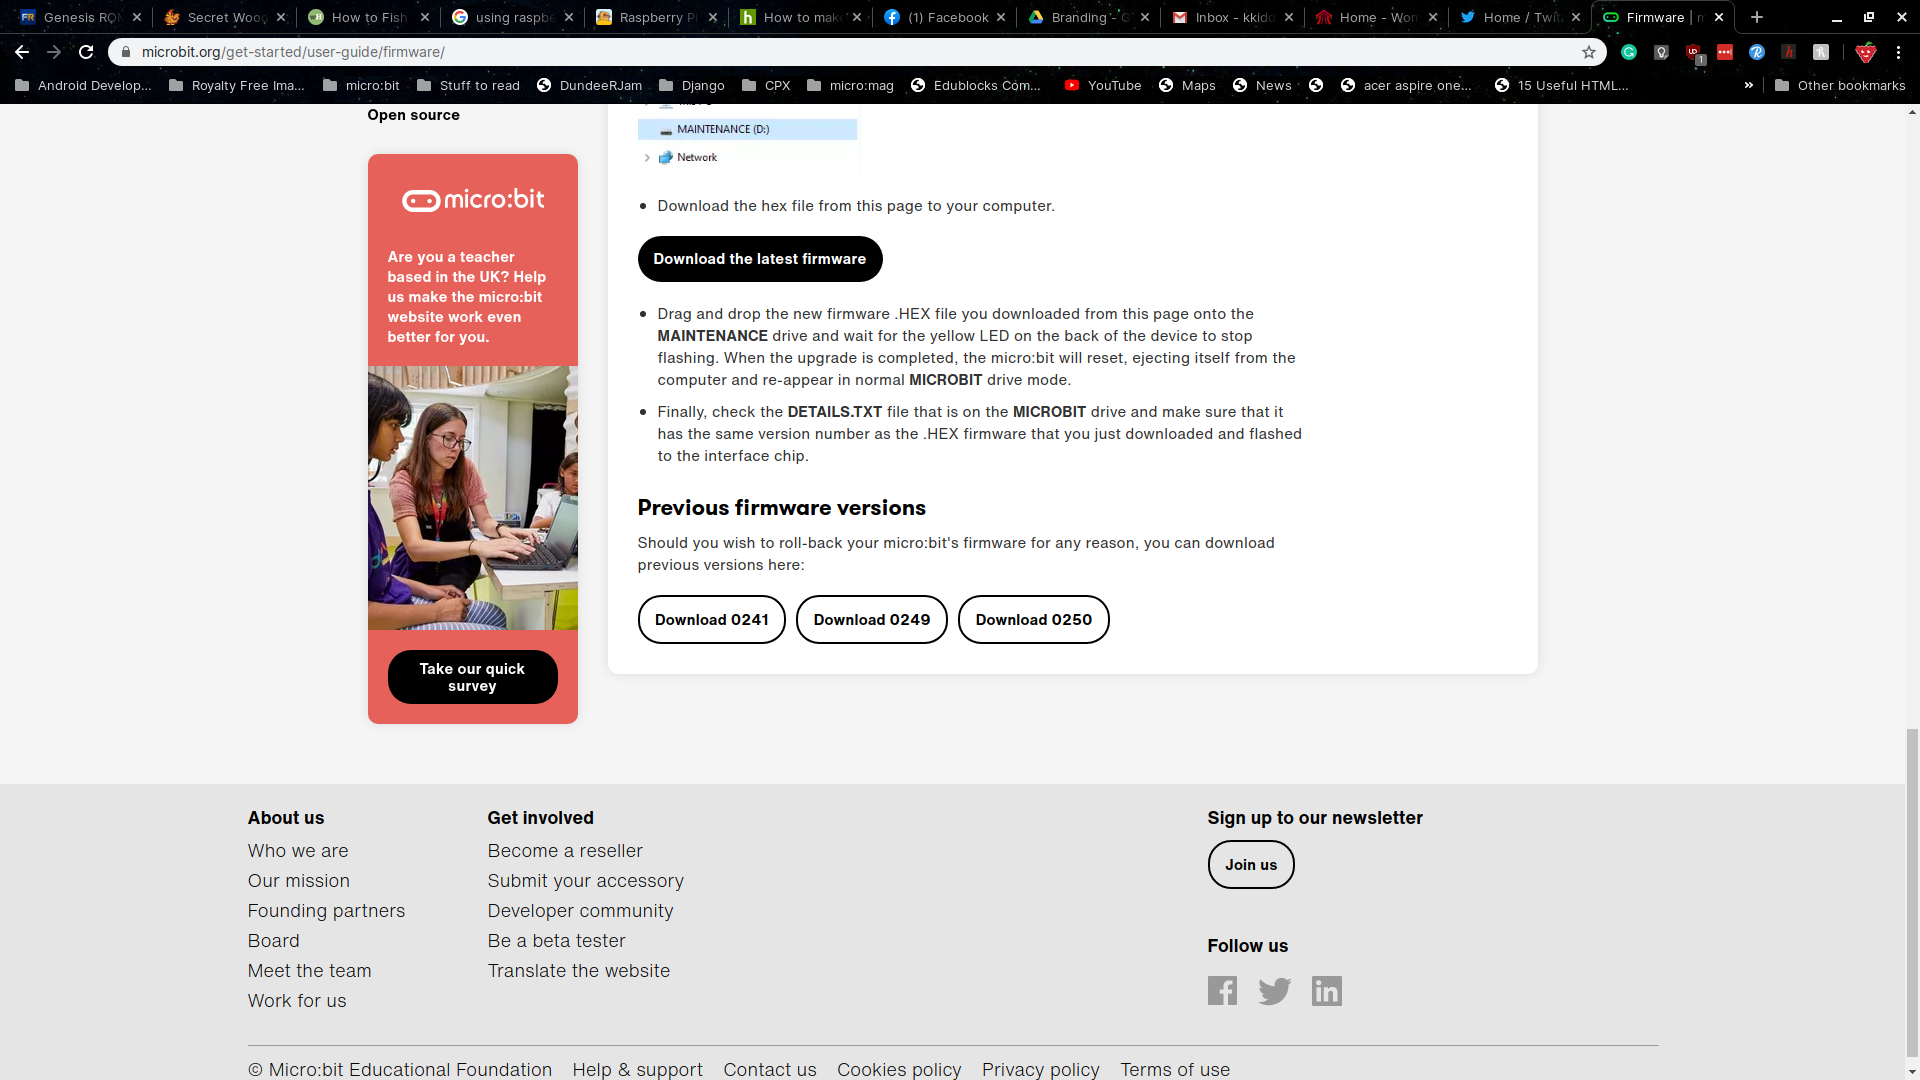 Genesis RO
Secret Woo
How to Fish
using raspbe
Raspberry P
How to make
(1) Facebook
Branding - G
Inbox - kkido
Home - Wom
Home / Twit
Firmware | m
microbit.org/get-started/user-guide/firmware/
1
Android Develop...
Royalty Free Ima...
micro:bit
Stuff to read
DundeeRJam
Django
CPX
micro:mag
Edublocks Com...
YouTube
Maps
News
acer aspire one...
15 Useful HTML...
»
Other bookmarks
Open source
MAINTENANCE (D:)
Network
micro:bit
Are you a teacher
based in the UK? Help
us make the micro:bit
website work even
better for you.
Take our quick
survey
• Download the hex file from this page to your computer.
Download the latest firmware
• Drag and drop the new firmware .HEX file you downloaded from this page onto the
MAINTENANCE drive and wait for the yellow LED on the back of the device to stop
flashing. When the upgrade is completed, the micro:bit will reset, ejecting itself from the
computer and re-appear in normal MICROBIT drive mode.
• Finally, check the DETAILS.TXT file that is on the MICROBIT drive and make sure that it
has the same version number as the .HEX firmware that you just downloaded and flashed
to the interface chip.
Previous firmware versions
Should you wish to roll-back your micro:bit's firmware for any reason, you can download
previous versions here:
Download 0241
Download 0249
Download 0250
About us
Who we are
Our mission
Founding partners
Board
Meet the team
Work for us
Get involved
Become a reseller
Submit your accessory
Developer community
Be a beta tester
Translate the website
Sign up to our newsletter
Join us
Follow us
© Micro:bit Educational Foundation
Help & support
Contact us
Cookies policy
Privacy policy
Terms of use